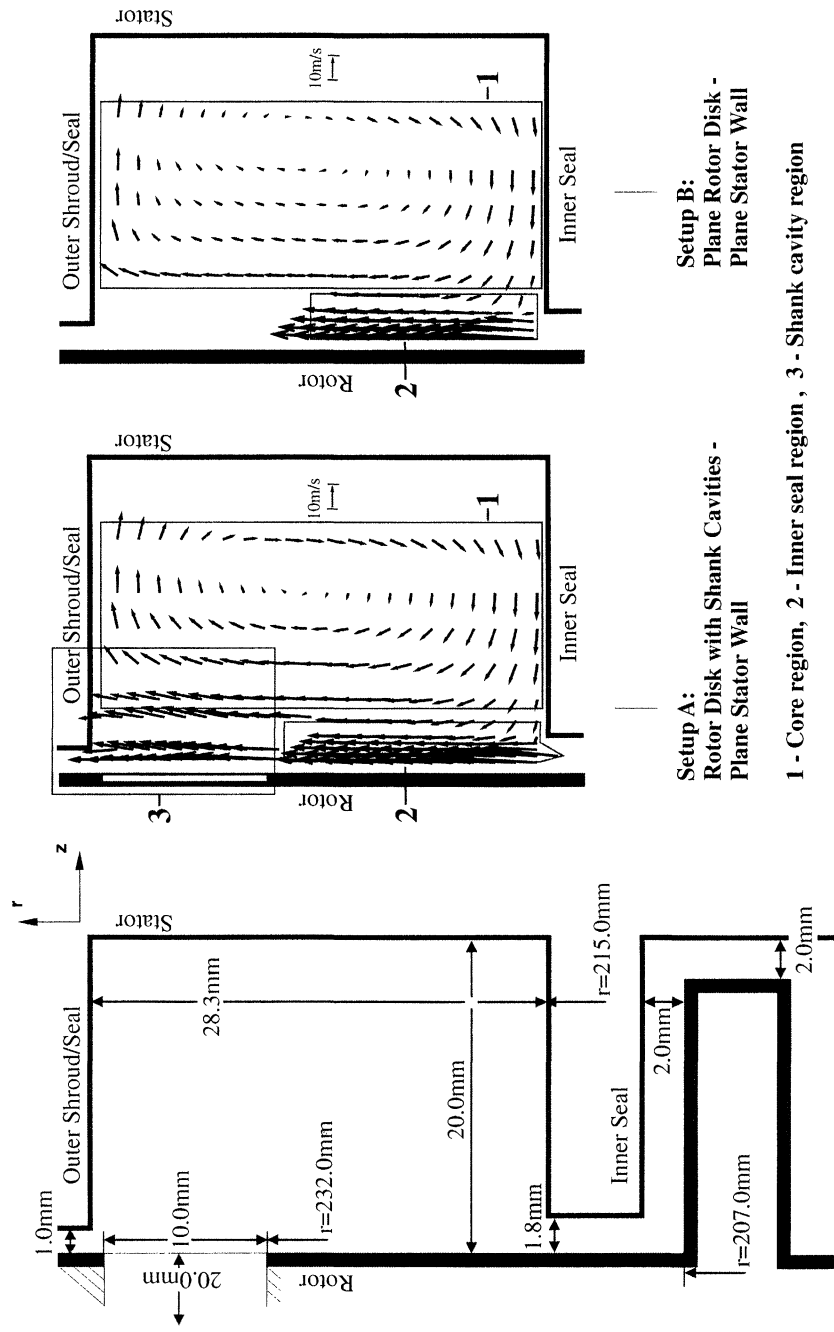 r
z
Outer Shroud/Seal
Stator
1.0mm
10.0mm
r=232.0mm
20.0mm
28.3mm
20.0mm
r=215.0mm
1.8mm
Inner Seal
2.0mm
2.0mm
r=207.0mm
Rotor
Outer Shroud/Seal
Stator
10m/s
3
2
1
Rotor
Inner Seal
Setup A:
Rotor Disk with Shank Cavities -
Plane Stator Wall
Outer Shroud/Seal
Stator
10m/s
2
1
Rotor
Inner Seal
Setup B:
Plane Rotor Disk -
Plane Stator Wall
1 - Core region, 2 - Inner seal region , 3 - Shank cavity region